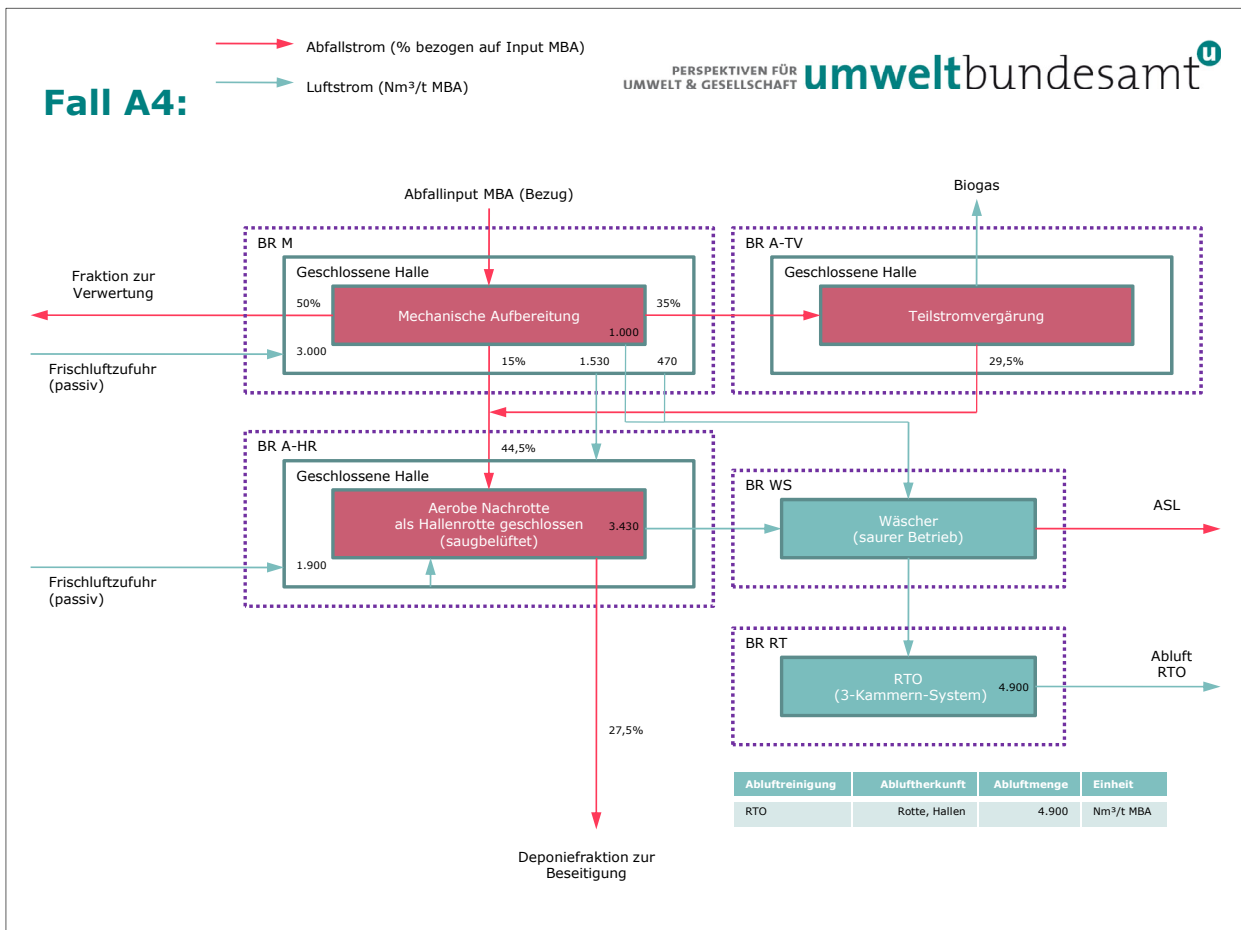 Abfallstrom (% bezogen auf Input MBA)
Luftstrom (Nm³/t MBA)
PERSPEKTIVEN FÜR
UMWELT & GESELLSCHAFT
umweltbundesamt
u
Fall A4:
Abfallinput MBA (Bezug)
Biogas
BR M
BR A-TV
Geschlossene Halle
Geschlossene Halle
Fraktion zur
Verwertung
50%
Mechanische Aufbereitung
1.000
35%
Teilstromvergärung
3.000
15%
1.530
470
29,5%
Frischluftzufuhr
(passiv)
BR A-HR
44,5%
Geschlossene Halle
Aerobe Nachrotte
als Hallenrotte geschlossen
(saugbelüftet)
3.430
BR WS
Wäscher
(saurer Betrieb)
ASL
1.900
Frischluftzufuhr
(passiv)
BR RT
RTO
(3-Kammern-System)
4.900
Abluft
RTO
27,5%
Abluftreinigung Abluftherkunft Abluftmenge Einheit
RTO Rotte, Hallen 4.900 Nm³/t MBA
Deponiefraktion zur
Beseitigung